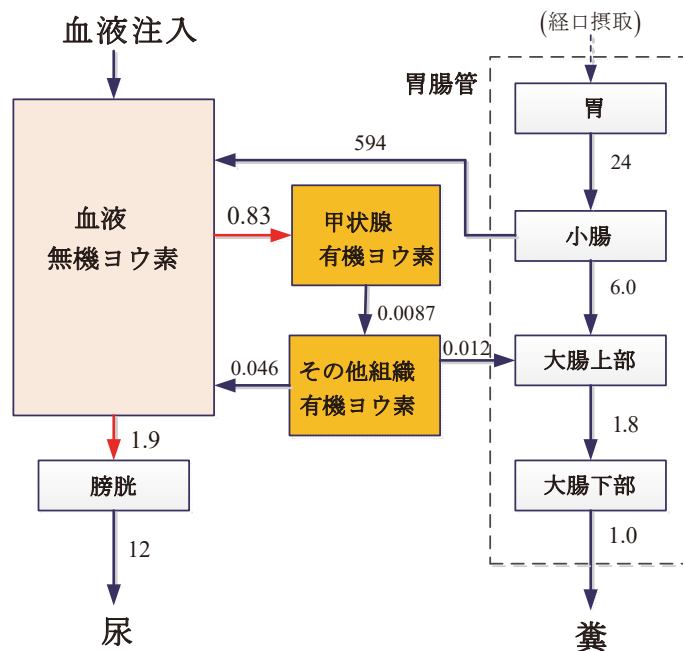 血液注入
(経口摂取)
胃腸管
胃
594
24
血液
無機ヨウ素
0.83
甲状腺
有機ヨウ素
小腸
6.0
0.0087
0.046
その他組織
有機ヨウ素
0.012
大腸上部
1.9
1.8
膀胱
大腸下部
12
1.0
尿
糞